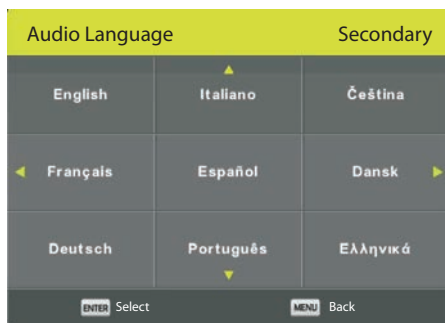 Audio Language Secondary
English Italiano Čeština
Français Español Dansk
Deutsch Português Ελληνικά
ENTER Select MENU Back